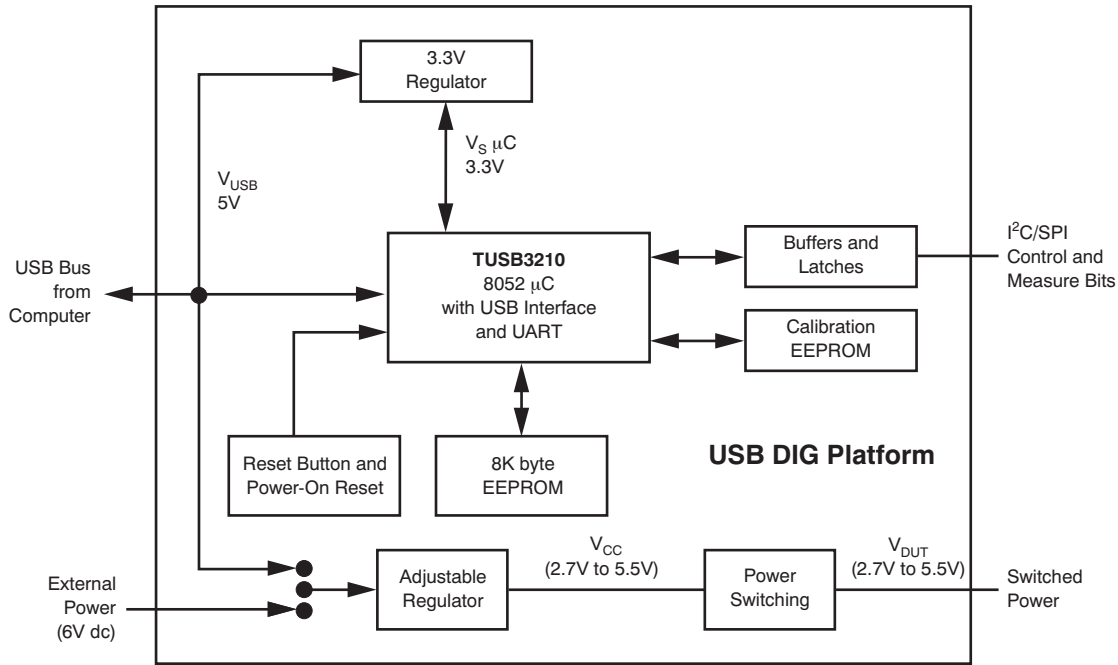 3.3V
Regulator
V_S μC
3.3V
V_USB
5V
USB Bus
from
Computer
TUSB3210
8052 μC
with USB Interface
and UART
Buffers and
Latches
I²C/SPI
Control and
Measure Bits
Calibration
EEPROM
Reset Button and
Power-On Reset
8K byte
EEPROM
USB DIG Platform
External
Power
(6V dc)
Adjustable
Regulator
V_CC
(2.7V to 5.5V)
Power
Switching
V_DUT
(2.7V to 5.5V)
Switched
Power